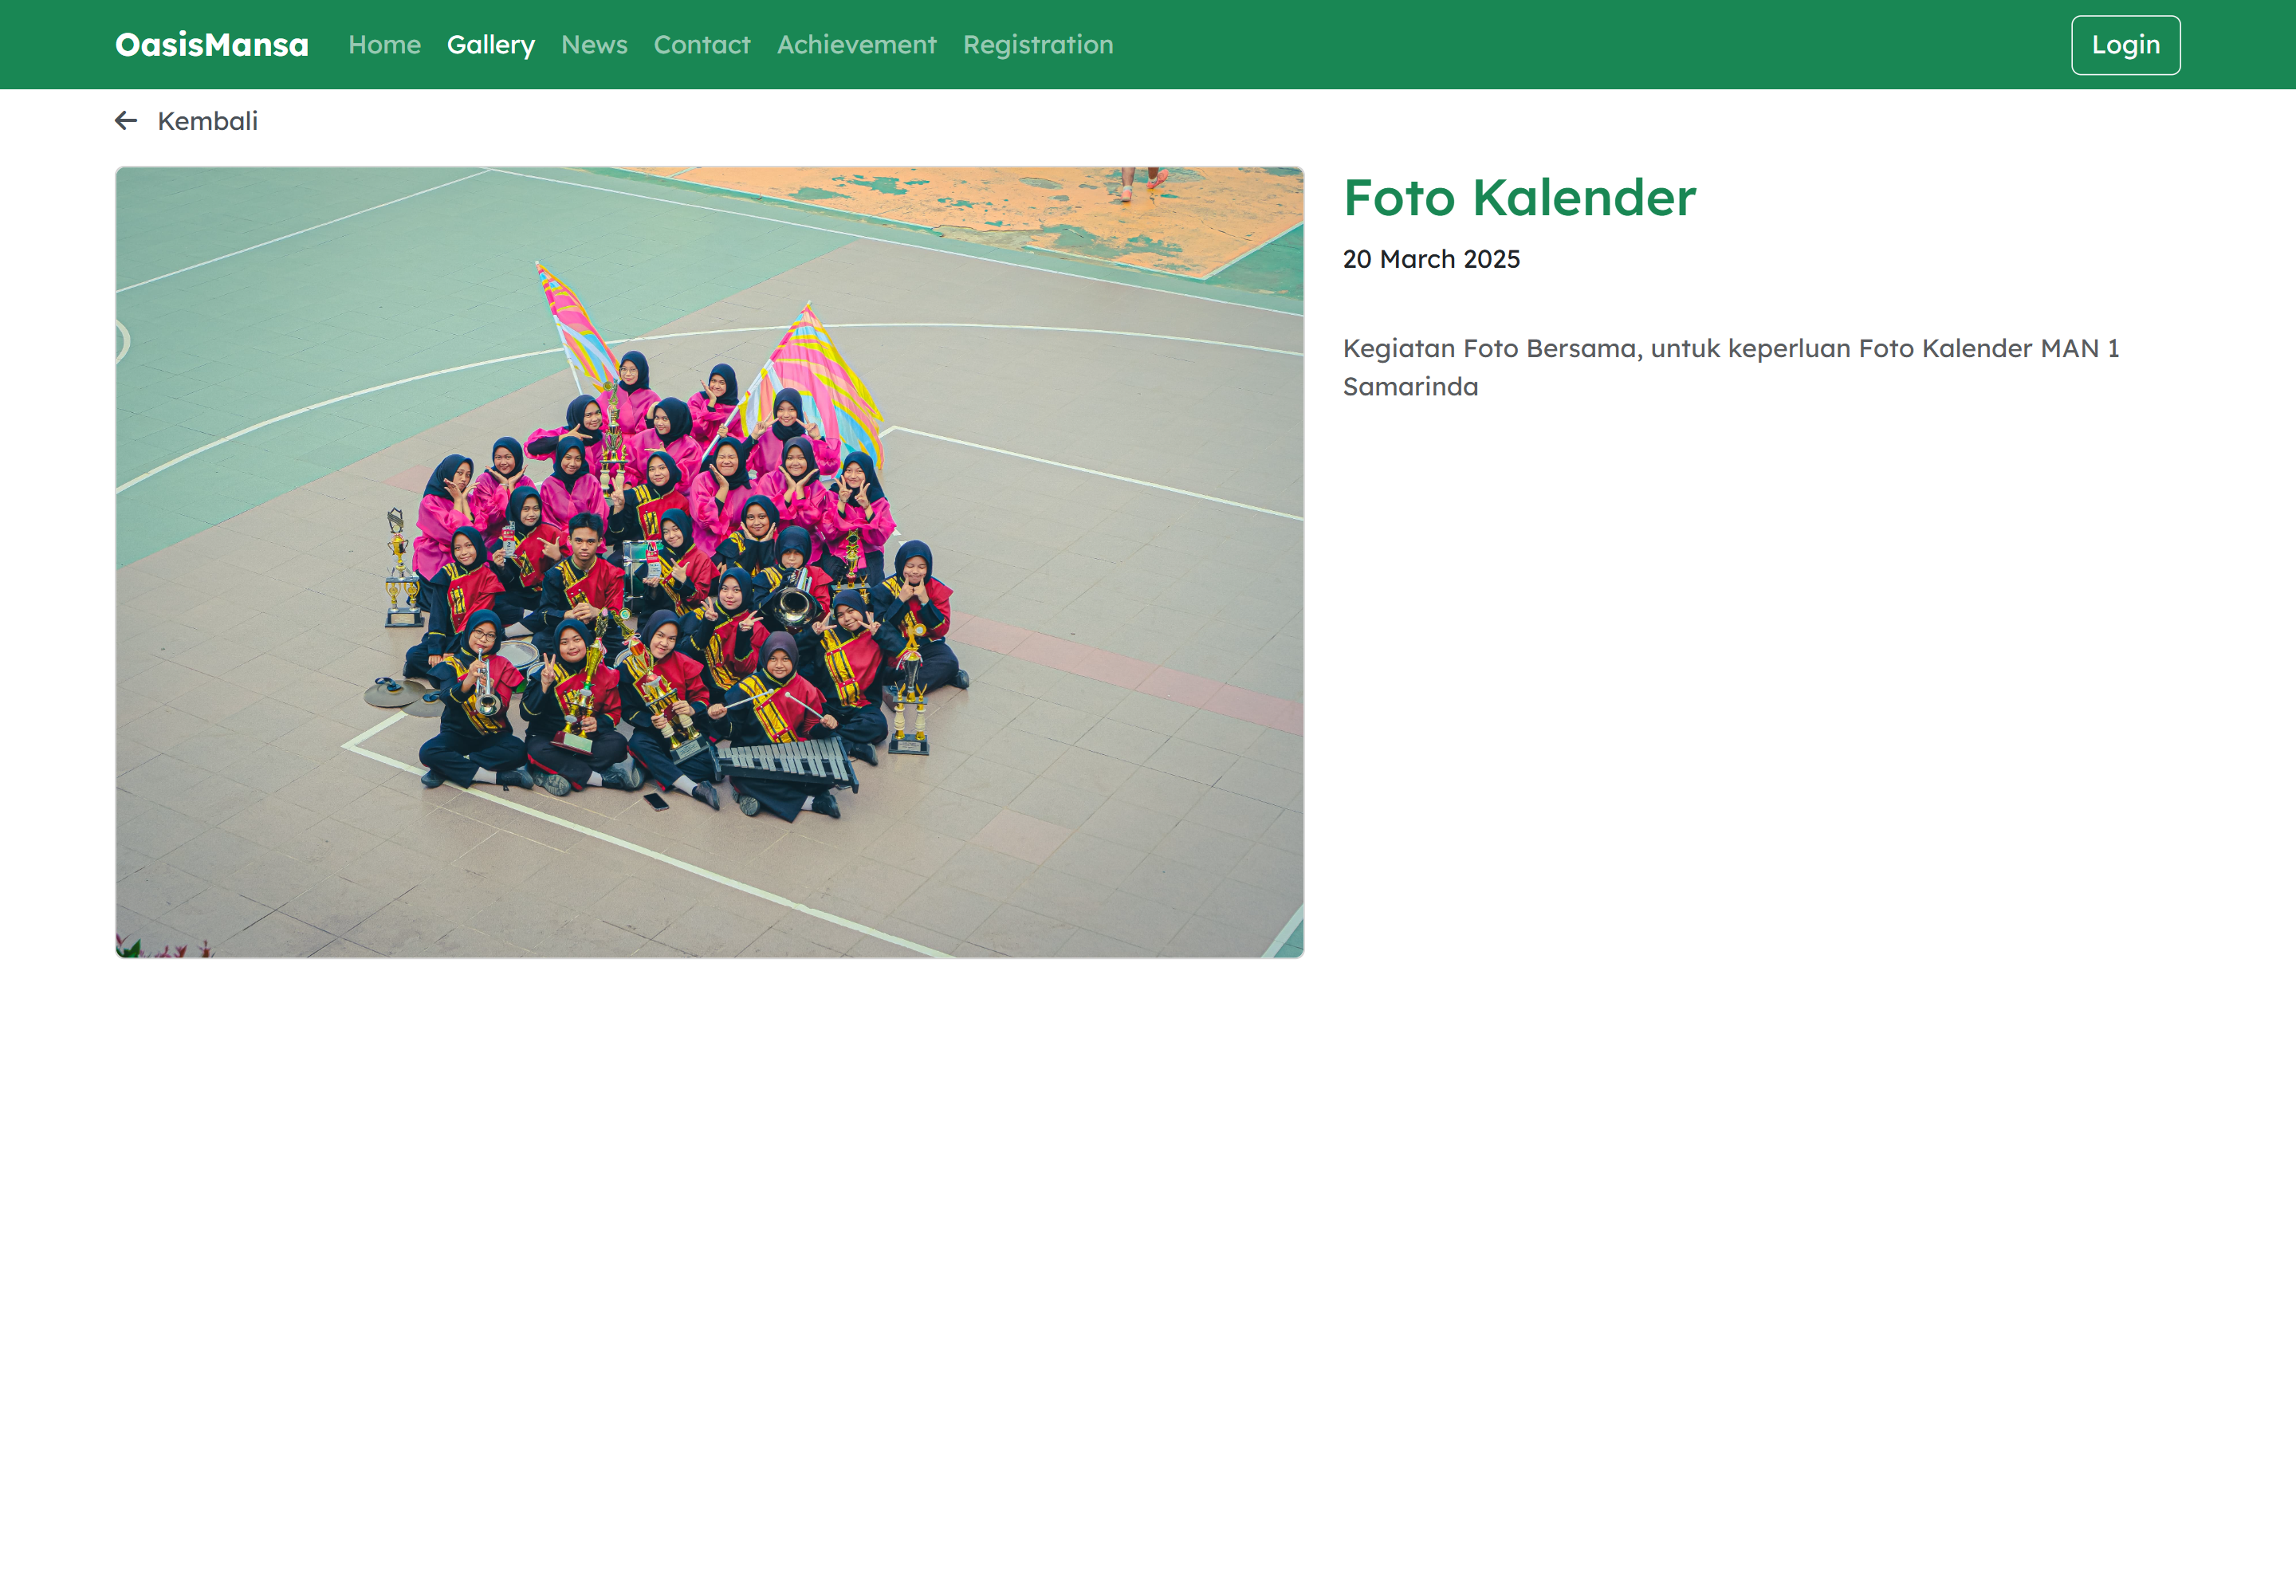 OasisMansa Home Gallery News Contact Achievement Registration Login
Kembali
Foto Kalender
20 March 2025
Kegiatan Foto Bersama, untuk keperluan Foto Kalender MAN 1
Samarinda